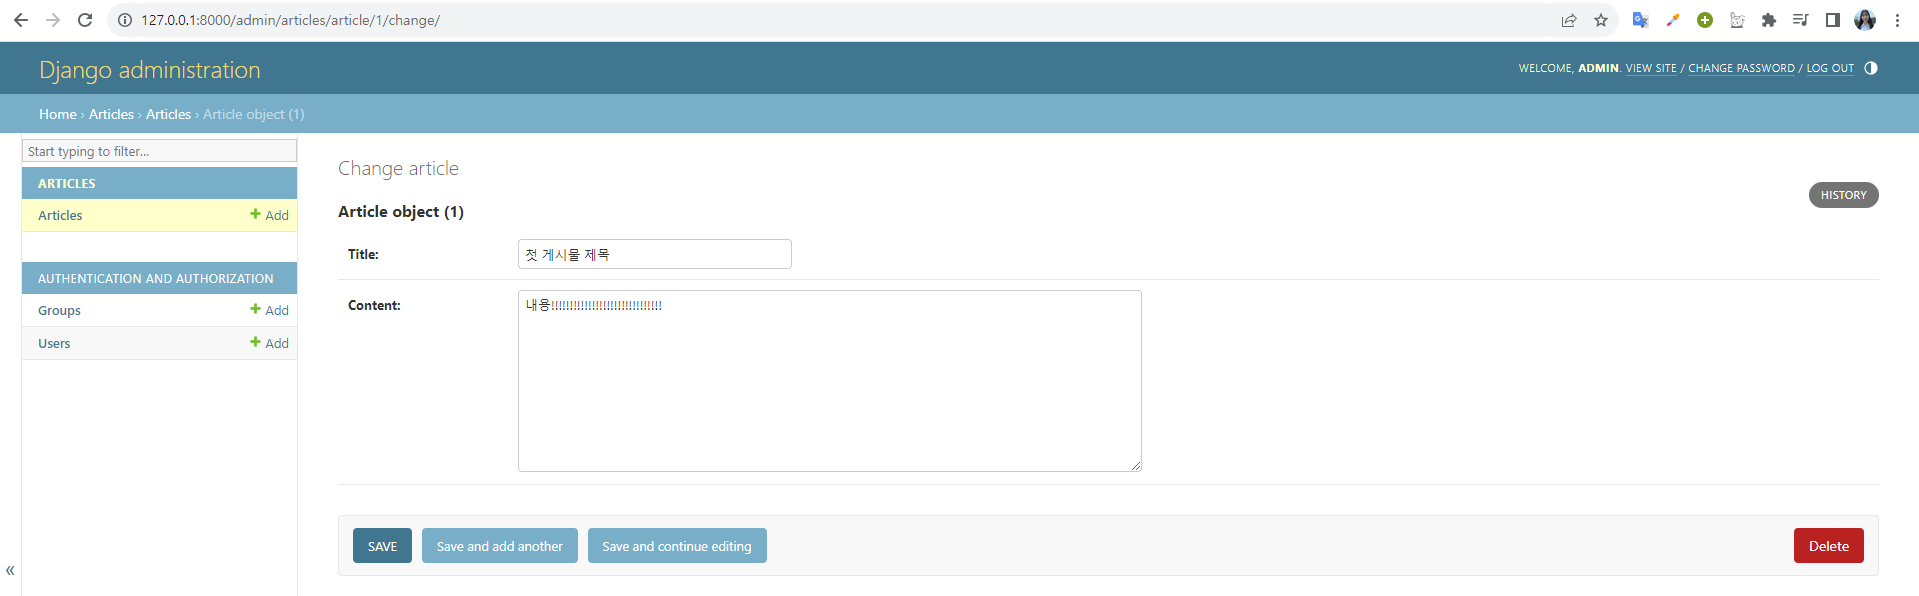 127.0.0.1:8000/admin/articles/article/1/change/
Django administration
WELCOME, ADMIN. VIEW SITE / CHANGE PASSWORD / LOG OUT
Home › Articles › Articles › Article object (1)
Start typing to filter...
ARTICLES
Articles + Add
AUTHENTICATION AND AUTHORIZATION
Groups + Add
Users + Add
«
Change article
HISTORY
Article object (1)
Title: 첫 게시물 제목
Content: 내용!!!!!!!!!!!!!!!!!!!!!!!!!!!!!!
SAVE Save and add another Save and continue editing Delete